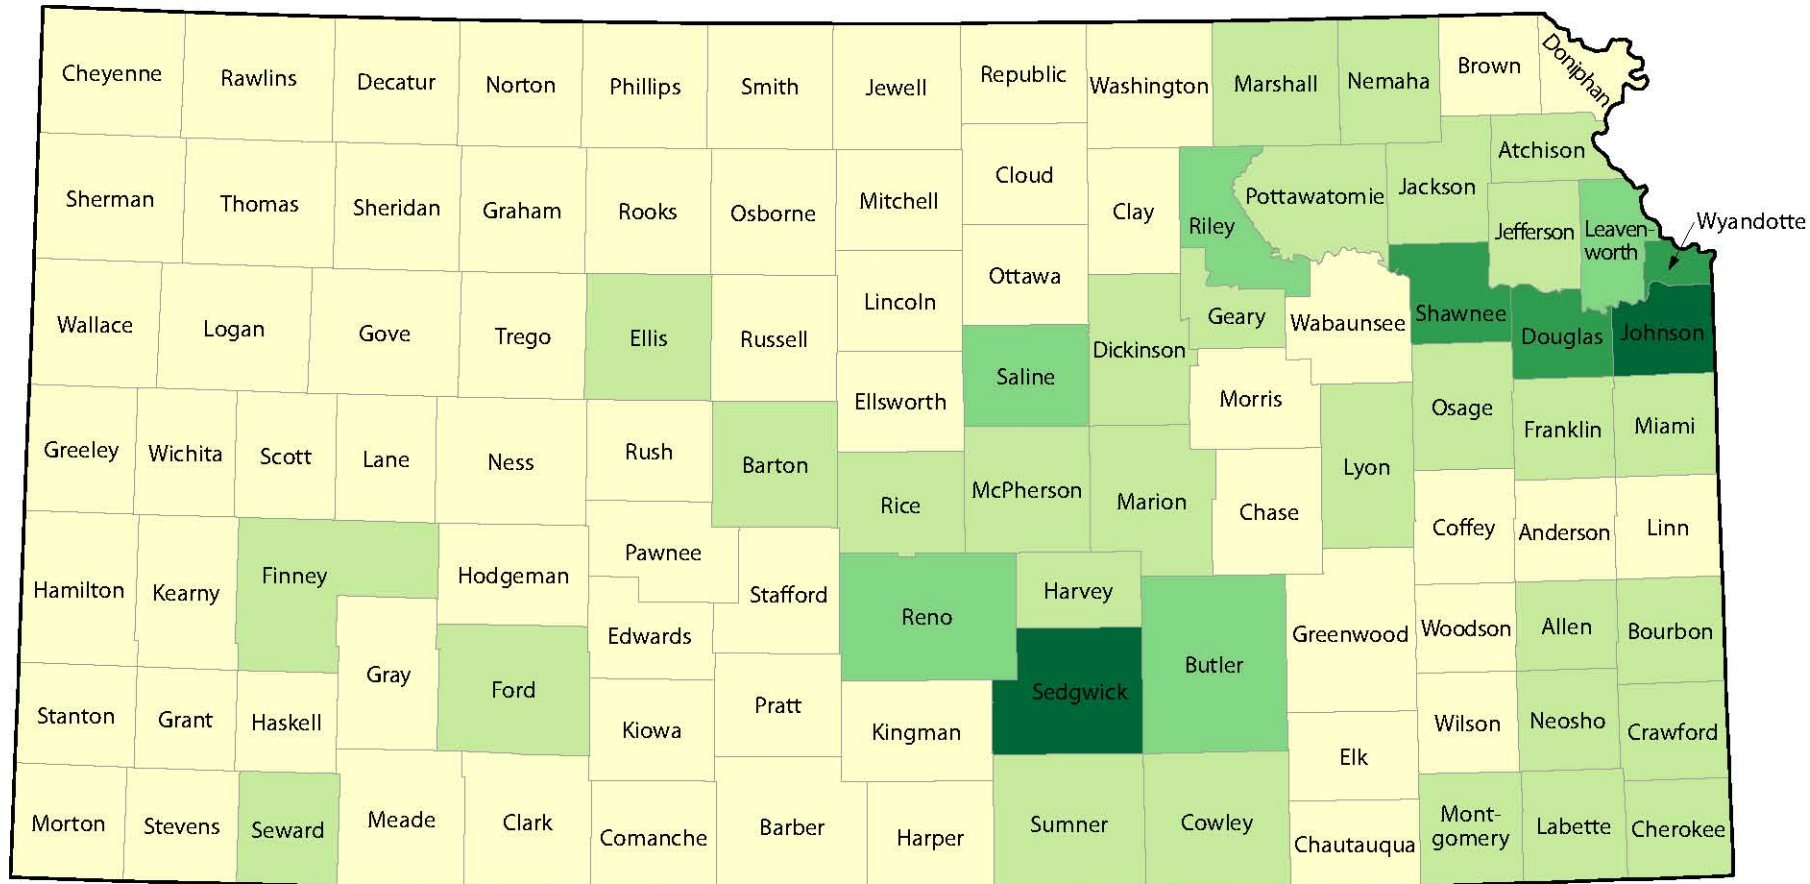 Cheyenne
Rawlins
Decatur
Norton
Phillips
Smith
Jewell
Republic
Washington
Marshall
Nemaha
Brown
Doniphan
Sherman
Thomas
Sheridan
Graham
Rooks
Osborne
Mitchell
Cloud
Clay
Riley
Pottawatomie
Jackson
Atchison
Jefferson
Leaven-
worth
Wyandotte
Wallace
Logan
Gove
Trego
Ellis
Russell
Lincoln
Ottawa
Saline
Dickinson
Geary
Wabaunsee
Shawnee
Douglas
Johnson
Greeley
Wichita
Scott
Lane
Ness
Rush
Barton
Ellsworth
Rice
McPherson
Marion
Morris
Chase
Lyon
Osage
Franklin
Miami
Coffey
Anderson
Linn
Hamilton
Kearny
Finney
Hodgeman
Pawnee
Edwards
Stafford
Reno
Harvey
Sedgwick
Butler
Greenwood
Woodson
Allen
Bourbon
Stanton
Grant
Haskell
Gray
Ford
Kiowa
Pratt
Kingman
Elk
Wilson
Neosho
Crawford
Morton
Stevens
Seward
Meade
Clark
Comanche
Barber
Harper
Sumner
Cowley
Chautauqua
Mont-
gomery
Labette
Cherokee